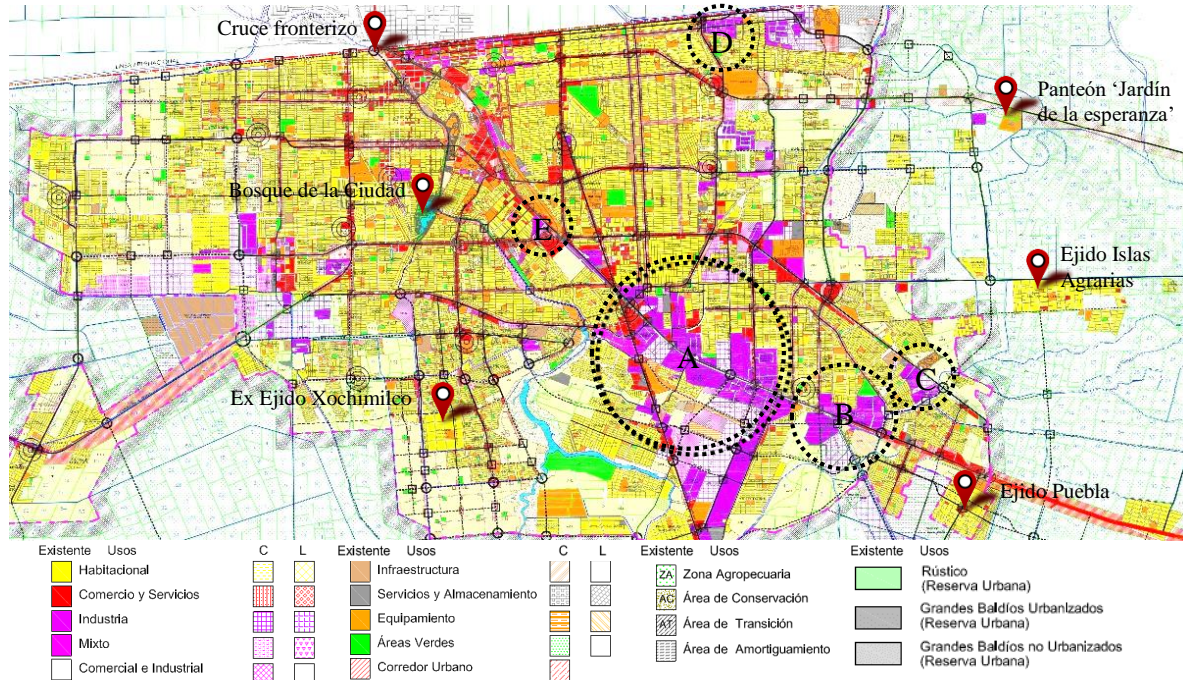 Cruce fronterizo
D
Panteón ‘Jardín
de la esperanza’
Bosque de la Ciudad
E
Ejido Islas
Agrarias
A
C
Ex Ejido Xochimilco
B
Ejido Puebla
Existente Usos C L Existente Usos C L Existente Usos Existente Usos
Habitacional Infraestructura ZA Zona Agropecuaria Rústico
(Reserva Urbana)
Comercio y Servicios Servicios y Almacenamiento AC Área de Conservación
Industria Equipamiento AT Área de Transición Grandes Baldíos Urbanizados
(Reserva Urbana)
Mixto Áreas Verdes Área de Amortiguamiento
Comercial e Industrial Corredor Urbano Grandes Baldíos no Urbanizados
(Reserva Urbana)